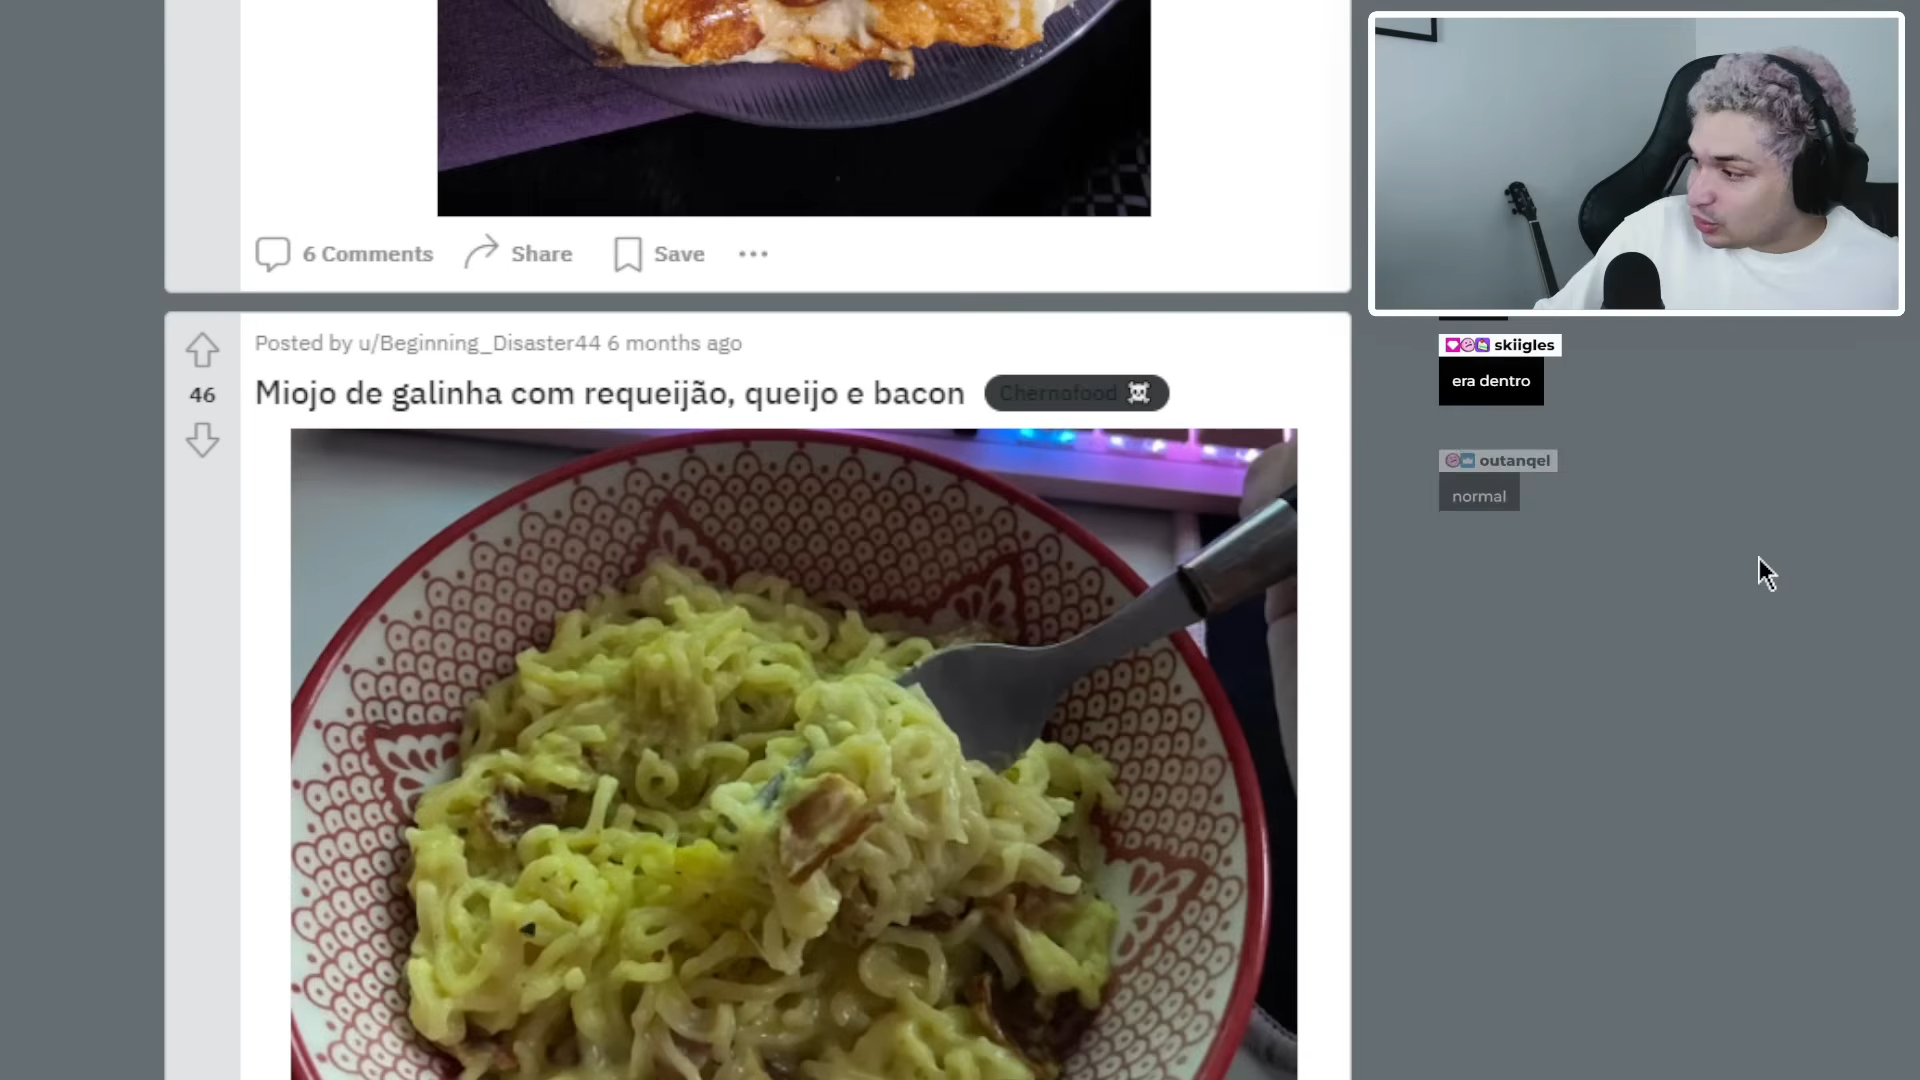 6 Comments
Share
Save
Posted by u/Beginning_Disaster44 6 months ago
46
Miojo de galinha com requeijão, queijo e bacon
Chernofood
skiigles
era dentro
outanqel
normal